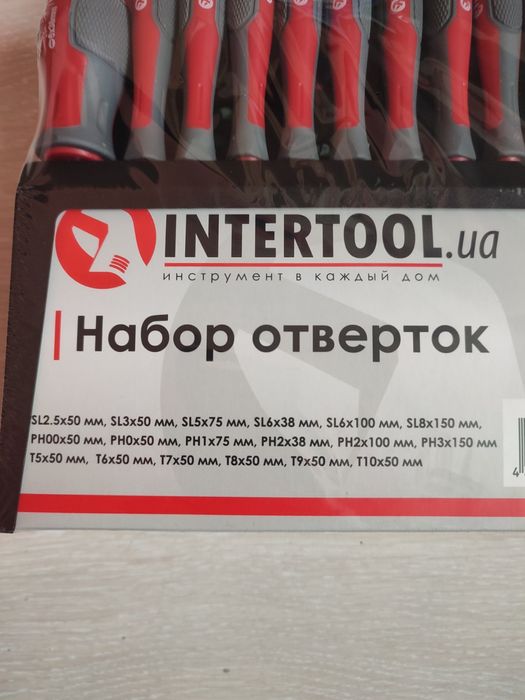 INTERTOOL.ua
инструмент в каждый дом
Набор отверток
SL2.5x50 мм, SL3x50 мм, SL5x75 мм, SL6x38 мм, SL6x100 мм, SL8x150 мм,
PH00x50 мм, PH0x50 мм, PH1x75 мм, PH2x38 мм, PH2x100 мм, PH3x150 мм
T5x50 мм, T6x50 мм, T7x50 мм, T8x50 мм, T9x50 мм, T10x50 мм
4